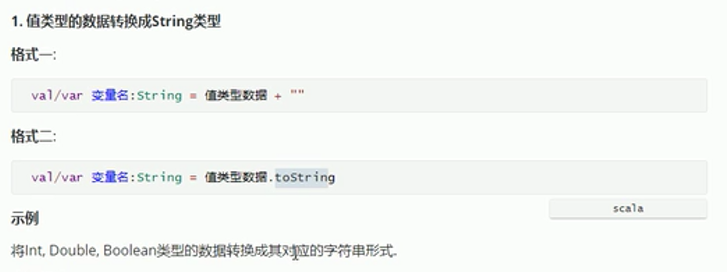 1. 值类型的数据转换成String类型
格式一:
val/var 变量名:String = 值类型数据 + ""
格式二:
val/var 变量名:String = 值类型数据.toString
scala
示例
将Int, Double, Boolean类型的数据转换成其对应的字符串形式.